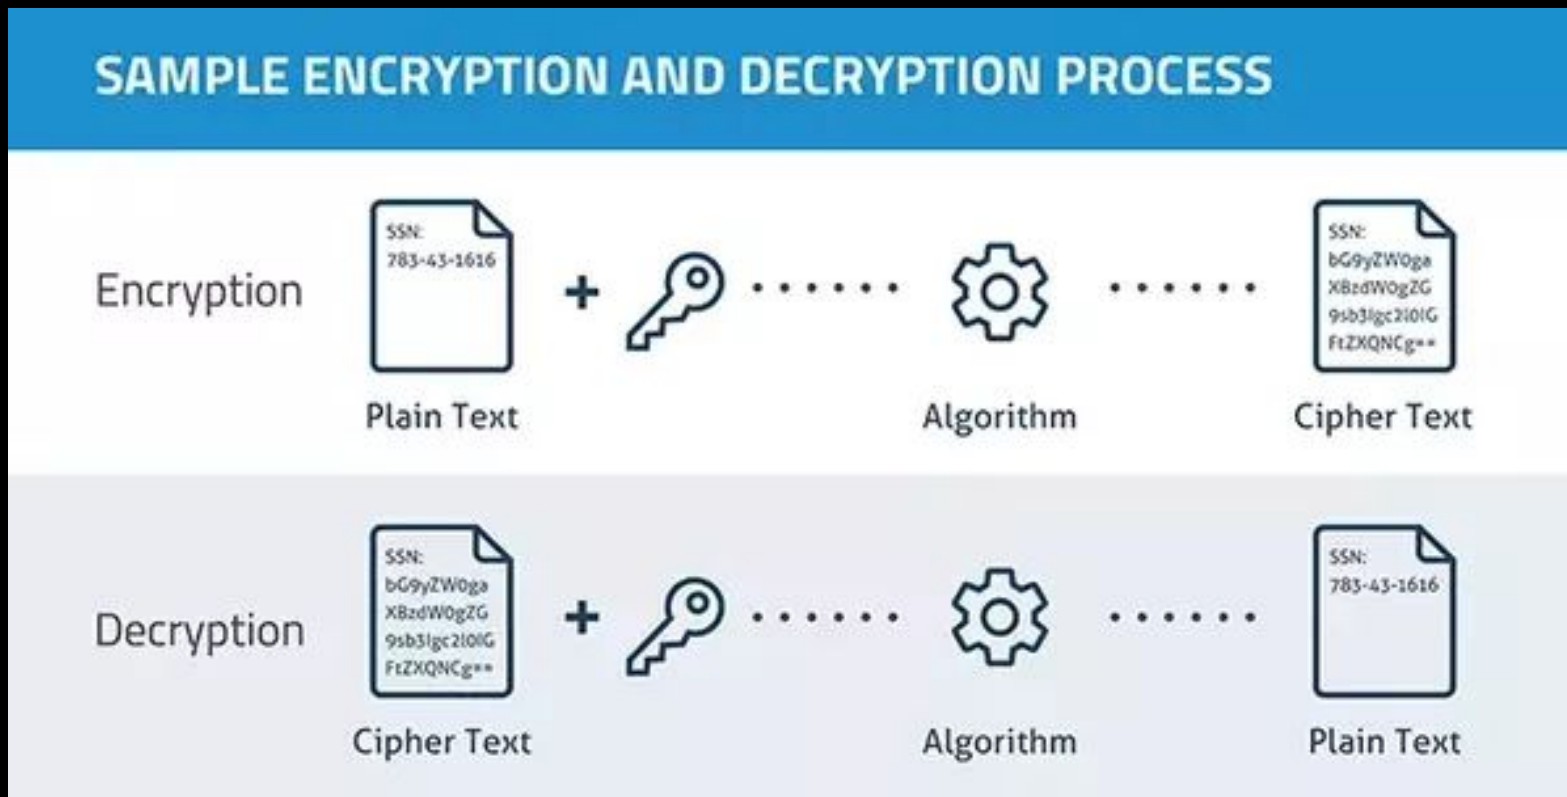 SAMPLE ENCRYPTION AND DECRYPTION PROCESS
Encryption
SSN:
783-43-1616
+
Plain Text
Algorithm
SSN:
bG9yZW0ga
XBzdW0gZG
9sb3Igc2l0IG
FtZXQNCg==
Cipher Text
Decryption
SSN:
bG9yZW0ga
XBzdW0gZG
9sb3Igc2l0IG
FtZXQNCg==
+
Cipher Text
Algorithm
SSN:
783-43-1616
Plain Text